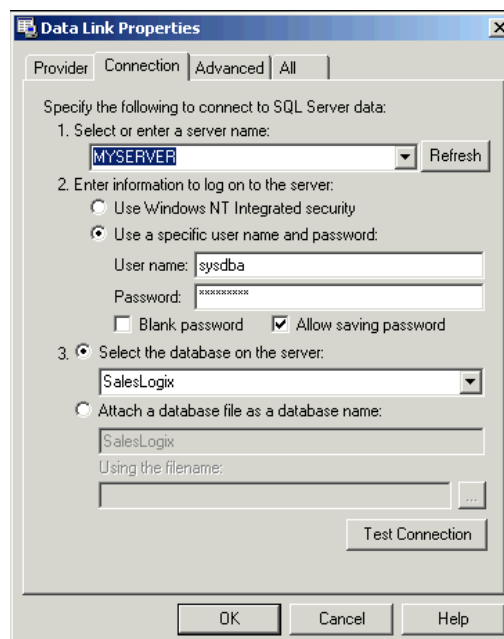 Data Link Properties
Provider Connection Advanced All
Specify the following to connect to SQL Server data:
1. Select or enter a server name:
MYSERVER Refresh
2. Enter information to log on to the server:
Use Windows NT Integrated security
Use a specific user name and password:
User name: sysdba
Password: *********
Blank password Allow saving password
3. Select the database on the server:
SalesLogix
Attach a database file as a database name:
SalesLogix
Using the filename:
...
Test Connection
OK Cancel Help